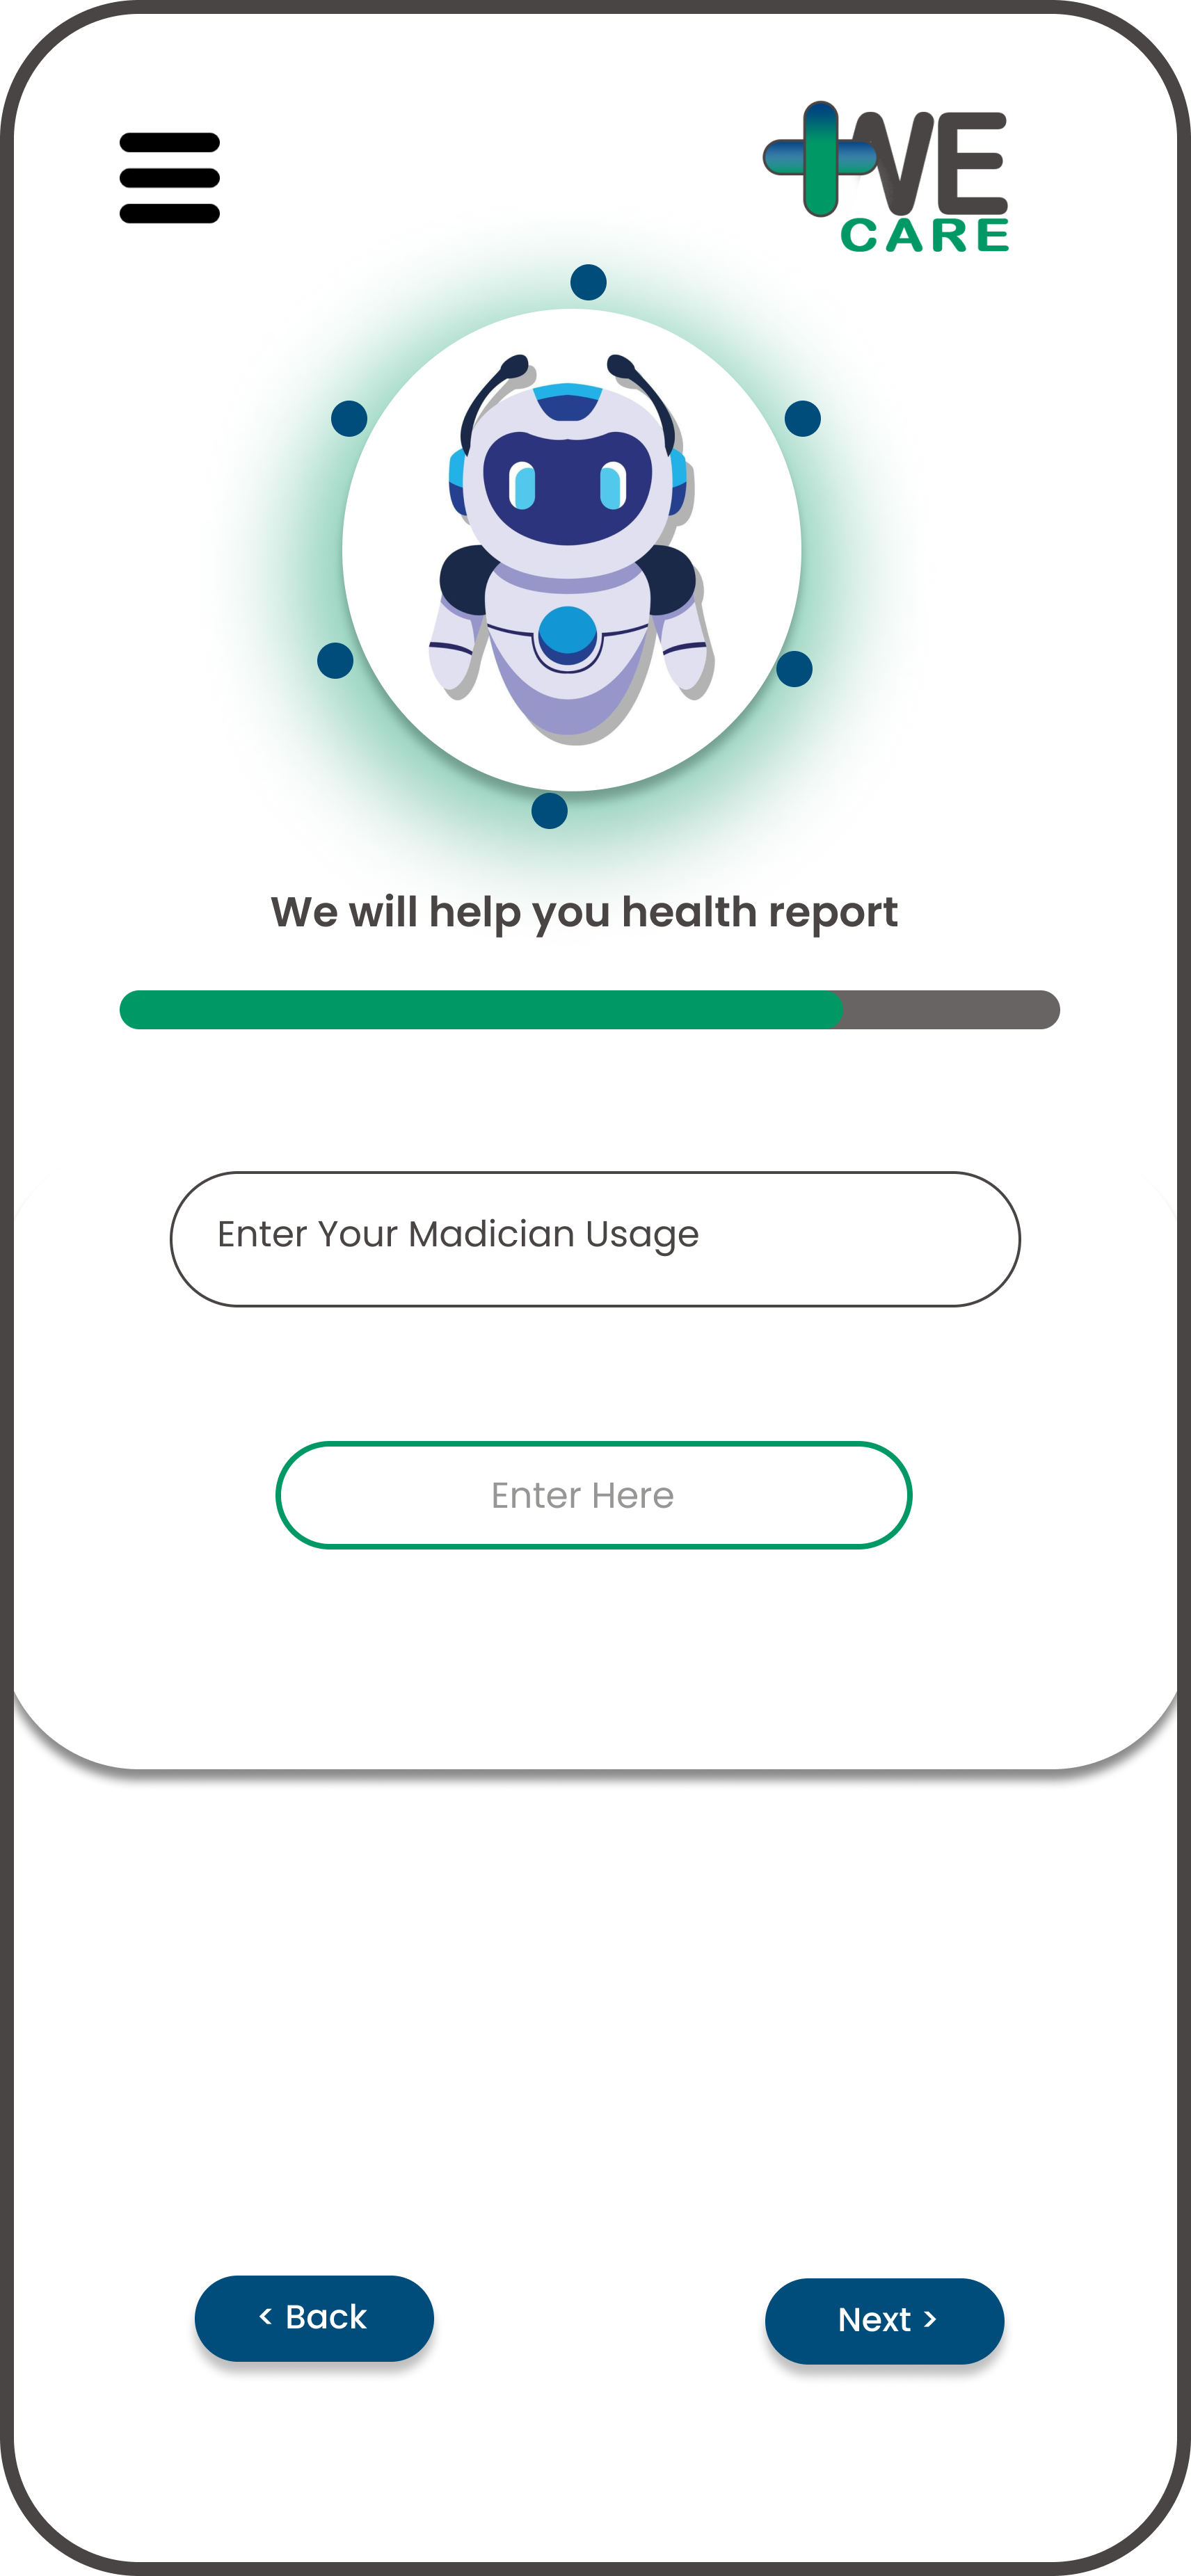 WE
CARE
We will help you health report
Enter Your Madician Usage
Enter Here
< Back
Next >